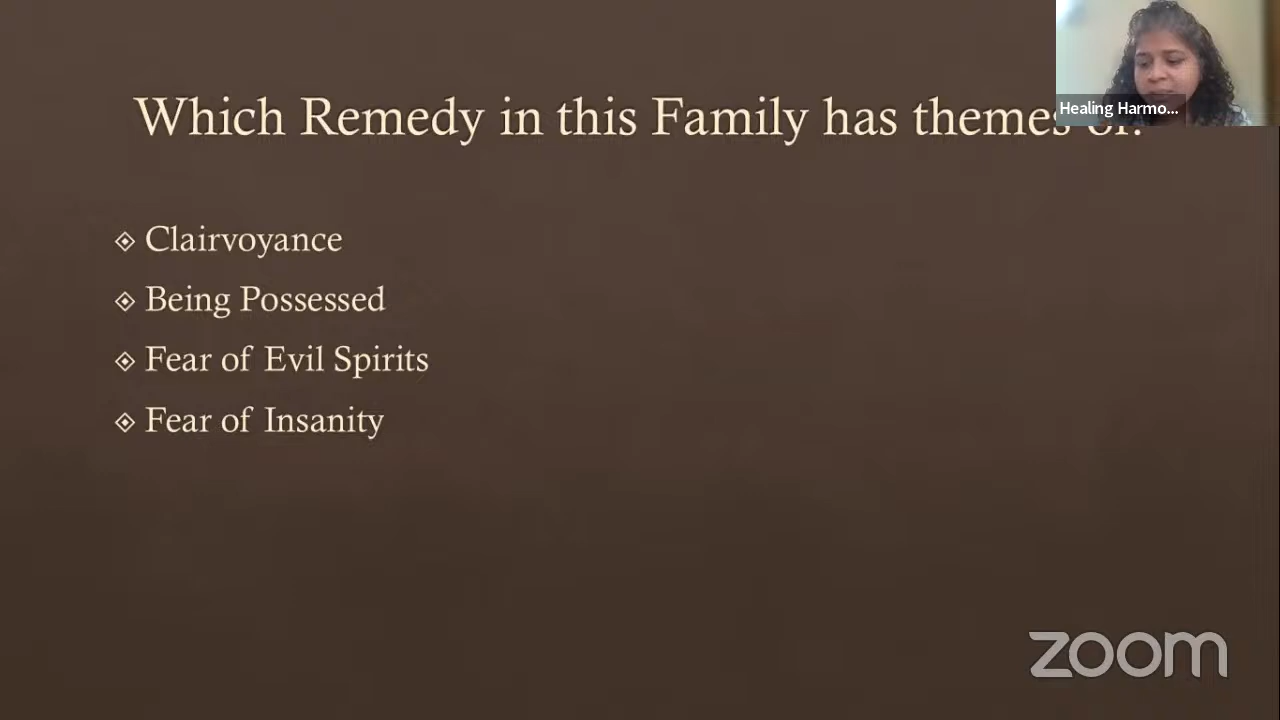 Which Remedy in this Family has themes of:
Healing Harmo...
Clairvoyance
Being Possessed
Fear of Evil Spirits
Fear of Insanity
zoom